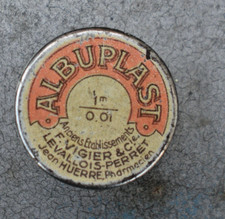 ALBUPLAST
1m
0.01
Anciens Etablissements
F. VIGIER & Cie
LEVALLOIS-PERRET
Jean HUERRE, Pharmacien